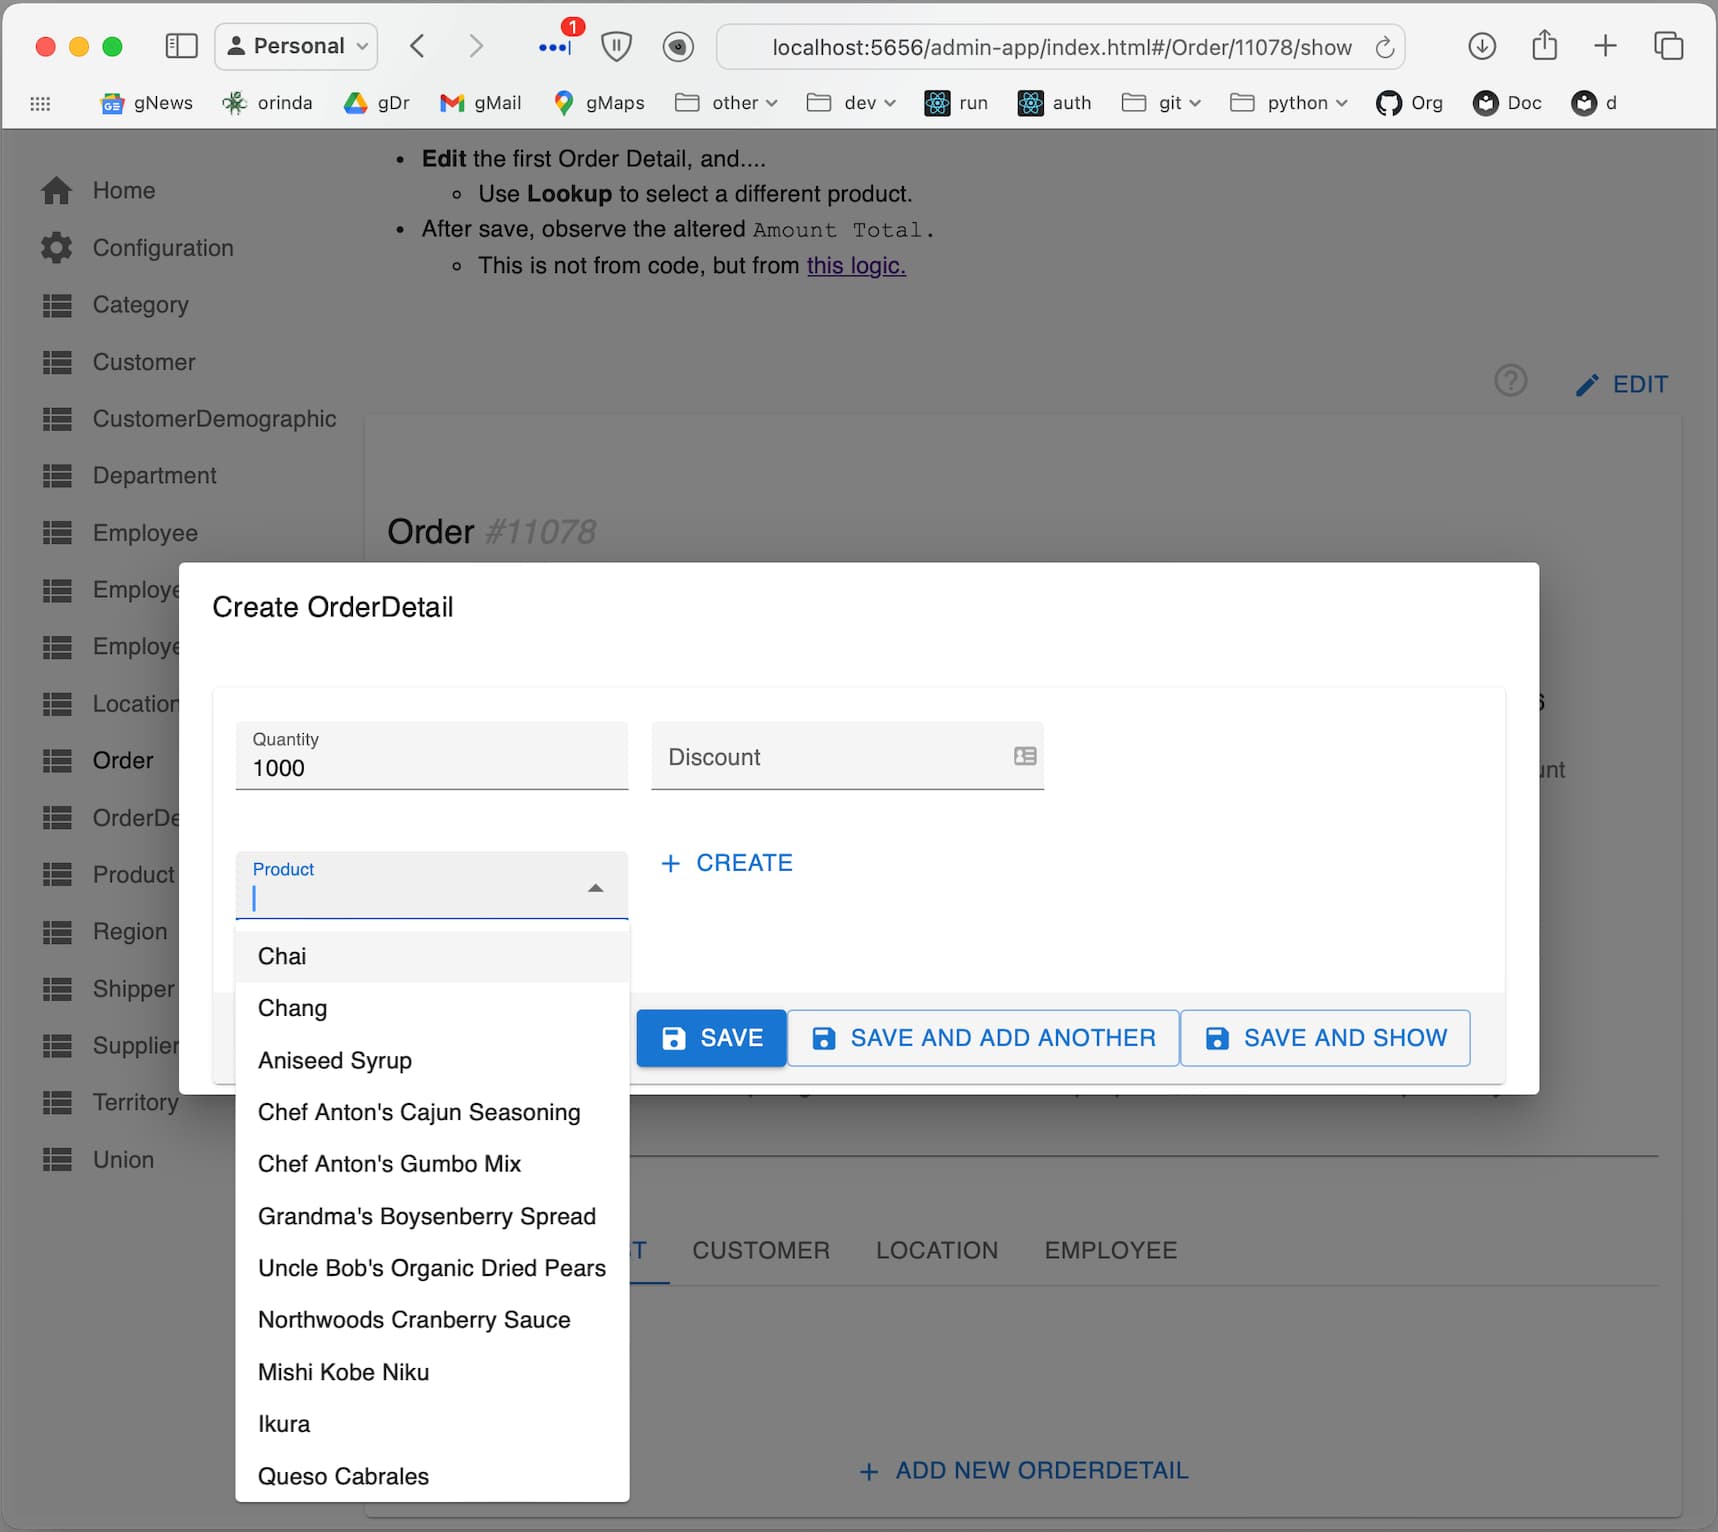 Personal
1
localhost:5656/admin-app/index.html#/Order/11078/show
gNews
orinda
gDr
gMail
gMaps
other
dev
run
auth
git
python
Org
Doc
d
Home
Configuration
Category
Customer
CustomerDemographic
Department
Employee
Employe
Employe
Location
Order
OrderDe
Product
Region
Shipper
Supplier
Territory
Union
Edit the first Order Detail, and....
Use Lookup to select a different product.
After save, observe the altered Amount Total.
This is not from code, but from this logic.
EDIT
Order #11078
Create OrderDetail
Quantity
1000
Discount
Product
+ CREATE
Chai
Chang
Aniseed Syrup
Chef Anton's Cajun Seasoning
Chef Anton's Gumbo Mix
Grandma's Boysenberry Spread
Uncle Bob's Organic Dried Pears
Northwoods Cranberry Sauce
Mishi Kobe Niku
Ikura
Queso Cabrales
SAVE
SAVE AND ADD ANOTHER
SAVE AND SHOW
CUSTOMER
LOCATION
EMPLOYEE
+ ADD NEW ORDERDETAIL